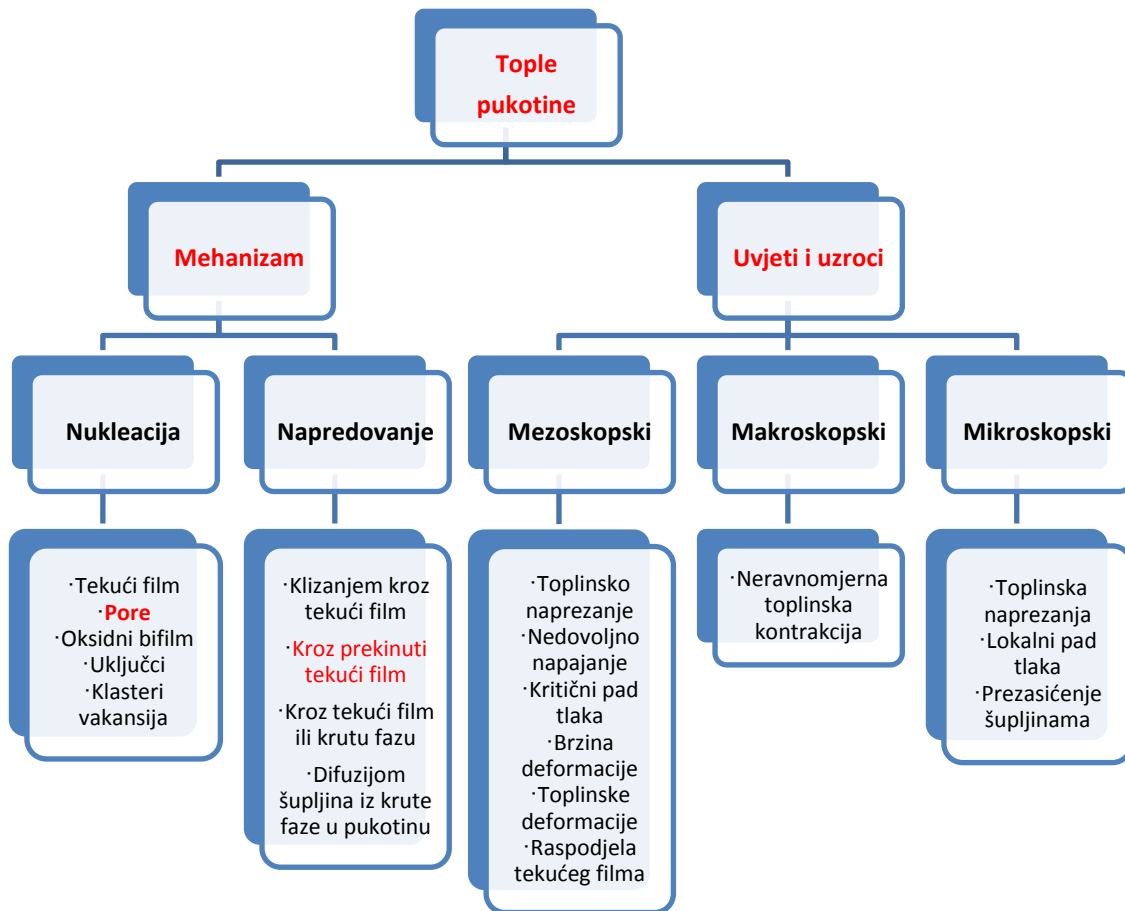 Tople
pukotine
Mehanizam
Uvjeti i uzroci
Nukleacija
Napredovanje
Mezoskopski
Makroskopski
Mikroskopski
·Tekući film
·Pore
·Oksidni bifilm
·Uključci
·Klasteri
vakansija
·Klizanjem kroz
tekući film
·Kroz prekinuti
tekući film
·Kroz tekući film
ili krutu fazu
·Difuzijom
šupljina iz krute
faze u pukotinu
·Toplinsko
naprezanje
·Nedovoljno
napajanje
·Kritični pad
tlaka
·Brzina
deformacije
·Toplinske
deformacije
·Raspodjela
tekućeg filma
·Neravnomjerna
toplinska
kontrakcija
·Toplinska
naprezanja
·Lokalni pad
tlaka
·Prezasićenje
šupljinama